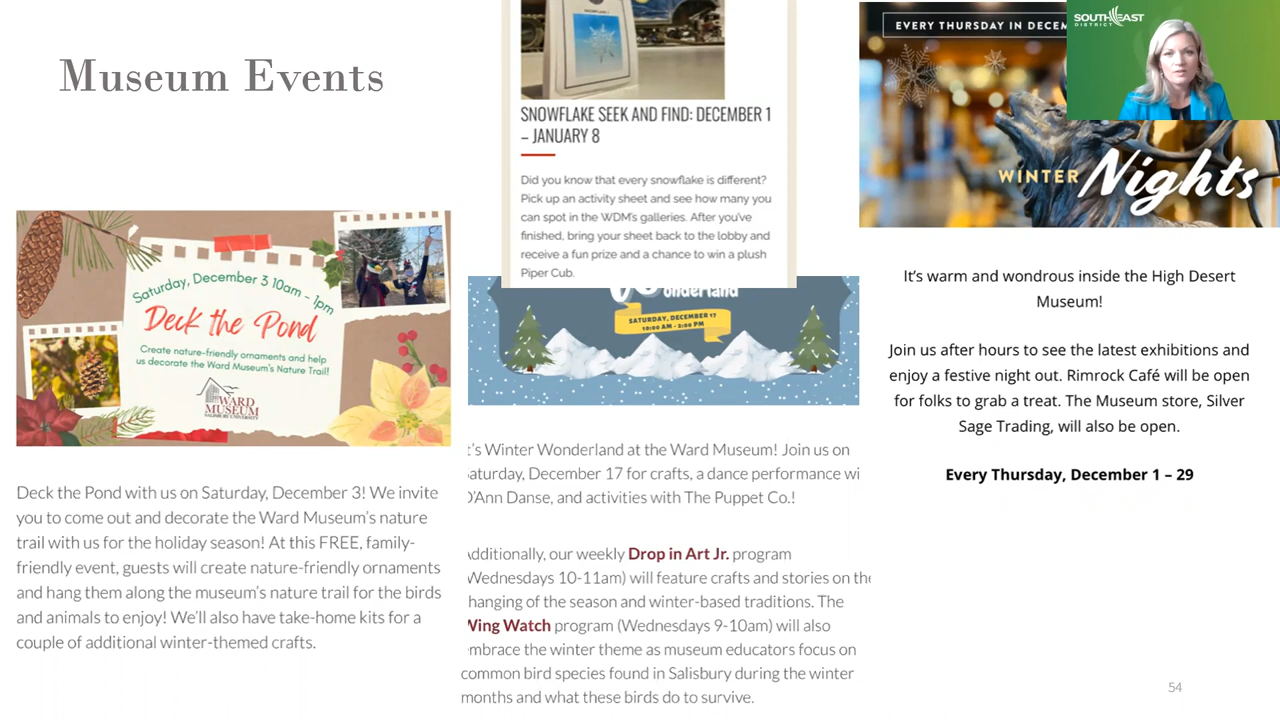 Museum Events
Saturday, December 3 10am - 1pm
Deck the Pond
Create nature-friendly ornaments and help
us decorate the Ward Museum's Nature Trail!
WARD
MUSEUM
SALISBURY UNIVERSITY
Deck the Pond with us on Saturday, December 3! We invite
you to come out and decorate the Ward Museum's nature
trail with us for the holiday season! At this FREE, family-
friendly event, guests will create nature-friendly ornaments
and hang them along the museum's nature trail for the birds
and animals to enjoy! We'll also have take-home kits for a
couple of additional winter-themed crafts.
SNOWFLAKE SEEK AND FIND: DECEMBER 1
– JANUARY 8
Did you know that every snowflake is different?
Pick up an activity sheet and see how many you
can spot in the WDM's galleries. After you've
finished, bring your sheet back to the lobby and
receive a fun prize and a chance to win a plush
Piper Cub.
onderland
SATURDAY, DECEMBER 17
10:00 AM - 2:00 PM
t's Winter Wonderland at the Ward Museum! Join us on
aturday, December 17 for crafts, a dance performance wi
D'Ann Danse, and activities with The Puppet Co.!
dditionally, our weekly Drop in Art Jr. program
Wednesdays 10-11am) will feature crafts and stories on the
hanging of the season and winter-based traditions. The
Wing Watch program (Wednesdays 9-10am) will also
mbrace the winter theme as museum educators focus on
common bird species found in Salisbury during the winter
months and what these birds do to survive.
EVERY THURSDAY IN DECEM
SOUTHEAST
DISTRICT
WINTER Nights
It's warm and wondrous inside the High Desert
Museum!
Join us after hours to see the latest exhibitions and
enjoy a festive night out. Rimrock Café will be open
for folks to grab a treat. The Museum store, Silver
Sage Trading, will also be open.
Every Thursday, December 1 – 29
54